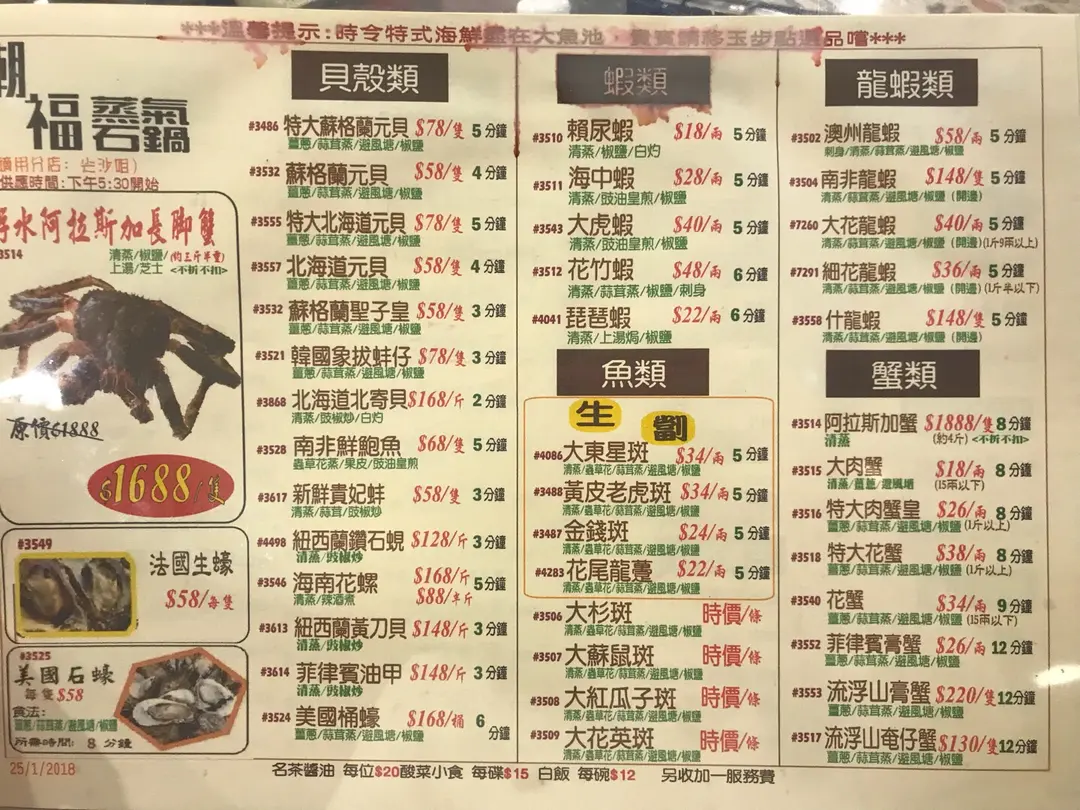 ***溫馨提示:時令特式海鮮盡在大魚池，貴賓請移玉步點選品嚐***
潮
福 蒸氣
石鍋
適用分店: 尖沙咀)
供應時間:下午5:30開始
浮水阿拉斯加長腳蟹
3514 清蒸/椒鹽/(約三斤半重)
上湯/芝士 <不折不扣>
原價$1888
$1688/隻
#3549
法國生蠔
$58/每隻
#3525
美國石蠔
每隻$58
食法:
薑蔥/蒜茸蒸/避風塘/椒鹽
所需時間: 8 分鐘
25/1/2018
貝殼類
#3486 特大蘇格蘭元貝 $78/隻 5分鐘
薑蔥/蒜茸蒸/避風塘/椒鹽
#3532 蘇格蘭元貝 $58/隻 4分鐘
薑蔥/蒜茸蒸/避風塘/椒鹽
#3555 特大北海道元貝 $78/隻 5分鐘
薑蔥/蒜茸蒸/避風塘/椒鹽
#3557 北海道元貝 $58/隻 4分鐘
薑蔥/蒜茸蒸/避風塘/椒鹽
#3532 蘇格蘭聖子皇 $58/隻 3分鐘
薑蔥/蒜茸蒸/避風塘/椒鹽
#3521 韓國象拔蚌仔 $78/隻 3分鐘
薑蔥/蒜茸蒸/避風塘/椒鹽
#3868 北海道北寄貝 $168/斤 2分鐘
清蒸/豉椒炒/白灼
#3528 南非鮮鮑魚 $68/隻 5分鐘
蟲草花蒸/果皮/豉油皇煎
#3617 新鮮貴妃蚌 $58/隻 3分鐘
清蒸/蒜茸/豉椒炒
#4498 紐西蘭鑽石蜆 $128/斤 3分鐘
清蒸/豉椒炒
#3546 海南花螺 $168/斤 5分鐘
清蒸/辣酒煮 $88/半斤
#3613 紐西蘭黃刀貝 $148/斤 3分鐘
清蒸/豉椒炒
#3614 菲律賓油甲 $148/斤 3分鐘
清蒸/豉椒炒
#3524 美國桶蠔 $168/桶 6分鐘
薑蔥/蒜茸蒸/避風塘/椒鹽
蝦類
#3510 賴尿蝦 $18/兩 5分鐘
清蒸/椒鹽/白灼
#3511 海中蝦 $28/兩 5分鐘
清蒸/豉油皇煎/椒鹽
#3543 大虎蝦 $40/兩 5分鐘
清蒸/豉油皇煎/椒鹽
#3512 花竹蝦 $48/兩 6分鐘
清蒸/蒜茸蒸/椒鹽/刺身
#4041 琵琶蝦 $22/兩 6分鐘
清蒸/上湯焗/椒鹽
魚類
生 劏
#4086 大東星斑 $34/兩 5分鐘
清蒸/蟲草花/蒜茸蒸/避風塘/椒鹽
#3488 黃皮老虎斑 $34/兩 5分鐘
清蒸/蟲草花/蒜茸蒸/避風塘/椒鹽
#3487 金錢斑 $24/兩 5分鐘
清蒸/蟲草花/蒜茸蒸/避風塘/椒鹽
#4283 花尾龍躉 $22/兩 5分鐘
清蒸/蟲草花/蒜茸蒸/避風塘/椒鹽
#3506 大杉斑 時價/條
清蒸/蟲草花/蒜茸蒸/避風塘/椒鹽
#3507 大蘇鼠斑 時價/條
清蒸/蟲草花/蒜茸蒸/避風塘/椒鹽
#3508 大紅瓜子斑 時價/條
清蒸/蟲草花/蒜茸蒸/避風塘/椒鹽
#3509 大花英斑 時價/條
清蒸/蟲草花/蒜茸蒸/避風塘/椒鹽
龍蝦類
#3502 澳州龍蝦 $58/兩 5分鐘
刺身/清蒸/蒜茸蒸/避風塘/椒鹽
#3504 南非龍蝦 $148/隻 5分鐘
清蒸/蒜茸蒸/避風塘/椒鹽 (開邊)
#7260 大花龍蝦 $40/兩 5分鐘
清蒸/蒜茸蒸/避風塘/椒鹽 (開邊)(1斤9兩以上)
#7291 細花龍蝦 $36/兩 5分鐘
清蒸/蒜茸蒸/避風塘/椒鹽 (開邊)(1斤半以下)
#3558 什龍蝦 $148/隻 5分鐘
清蒸/蒜茸蒸/避風塘/椒鹽 (開邊)
蟹類
#3514 阿拉斯加蟹 $1888/隻 8分鐘
清蒸 (約4斤) <不折不扣>
#3515 大肉蟹 $18/兩 8分鐘
清蒸/薑蔥/避風塘 (15兩以下)
#3516 特大肉蟹皇 $26/兩 8分鐘
薑蔥/蒜茸蒸/避風塘/椒鹽 (1斤以上)
#3518 特大花蟹 $38/兩 8分鐘
薑蔥/蒜茸蒸/避風塘/椒鹽 (1斤以上)
#3540 花蟹 $34/兩 9分鐘
薑蔥/蒜茸蒸/避風塘/椒鹽 (15兩以下)
#3552 菲律賓膏蟹 $26/兩 12分鐘
薑蔥/蒜茸蒸/避風塘/椒鹽
#3553 流浮山膏蟹 $220/隻 12分鐘
薑蔥/蒜茸蒸/避風塘/椒鹽
#3517 流浮山奄仔蟹 $130/隻 12分鐘
薑蔥/蒜茸蒸/避風塘/椒鹽
名茶醬油 每位$20 酸菜小食 每碟$15 白飯 每碗$12 另收加一服務費